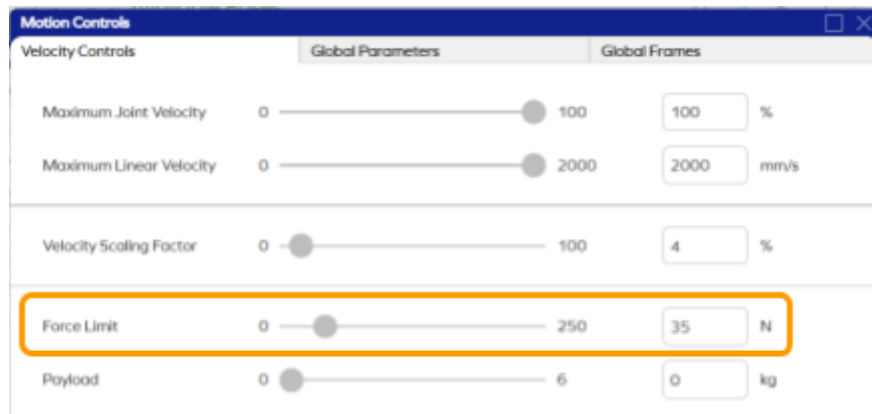 Motion Controls
Velocity Controls Global Parameters Global Frames
Maximum Joint Velocity 0 100 100 %
Maximum Linear Velocity 0 2000 2000 mm/s
Velocity Scaling Factor 0 100 4 %
Force Limit 0 250 35 N
Payload 0 6 0 kg